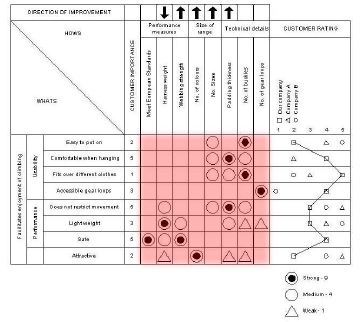 DIRECTION OF IMPROVEMENT
Performance measures
Size of range
Technical details
CUSTOMER RATING
HOWS
WHATS
CUSTOMER IMPORTANCE
Meet European Standards
Harness weight
Webbing strength
No. of colours
No. Sizes
Padding thickness
No. of buckles
No. of gear loops
Our company
Company A
Company B
1 2 3 4 5
Facilitates enjoyment of climbing
Usability
Performance
Easy to put on 2
Comfortable when hanging 5
Fits over different clothes 1
Accessible gear loops 3
Does not restrict movement 5
Lightweight 3
Safe 5
Attractive 2
Strong - 9
Medium - 4
Weak - 1